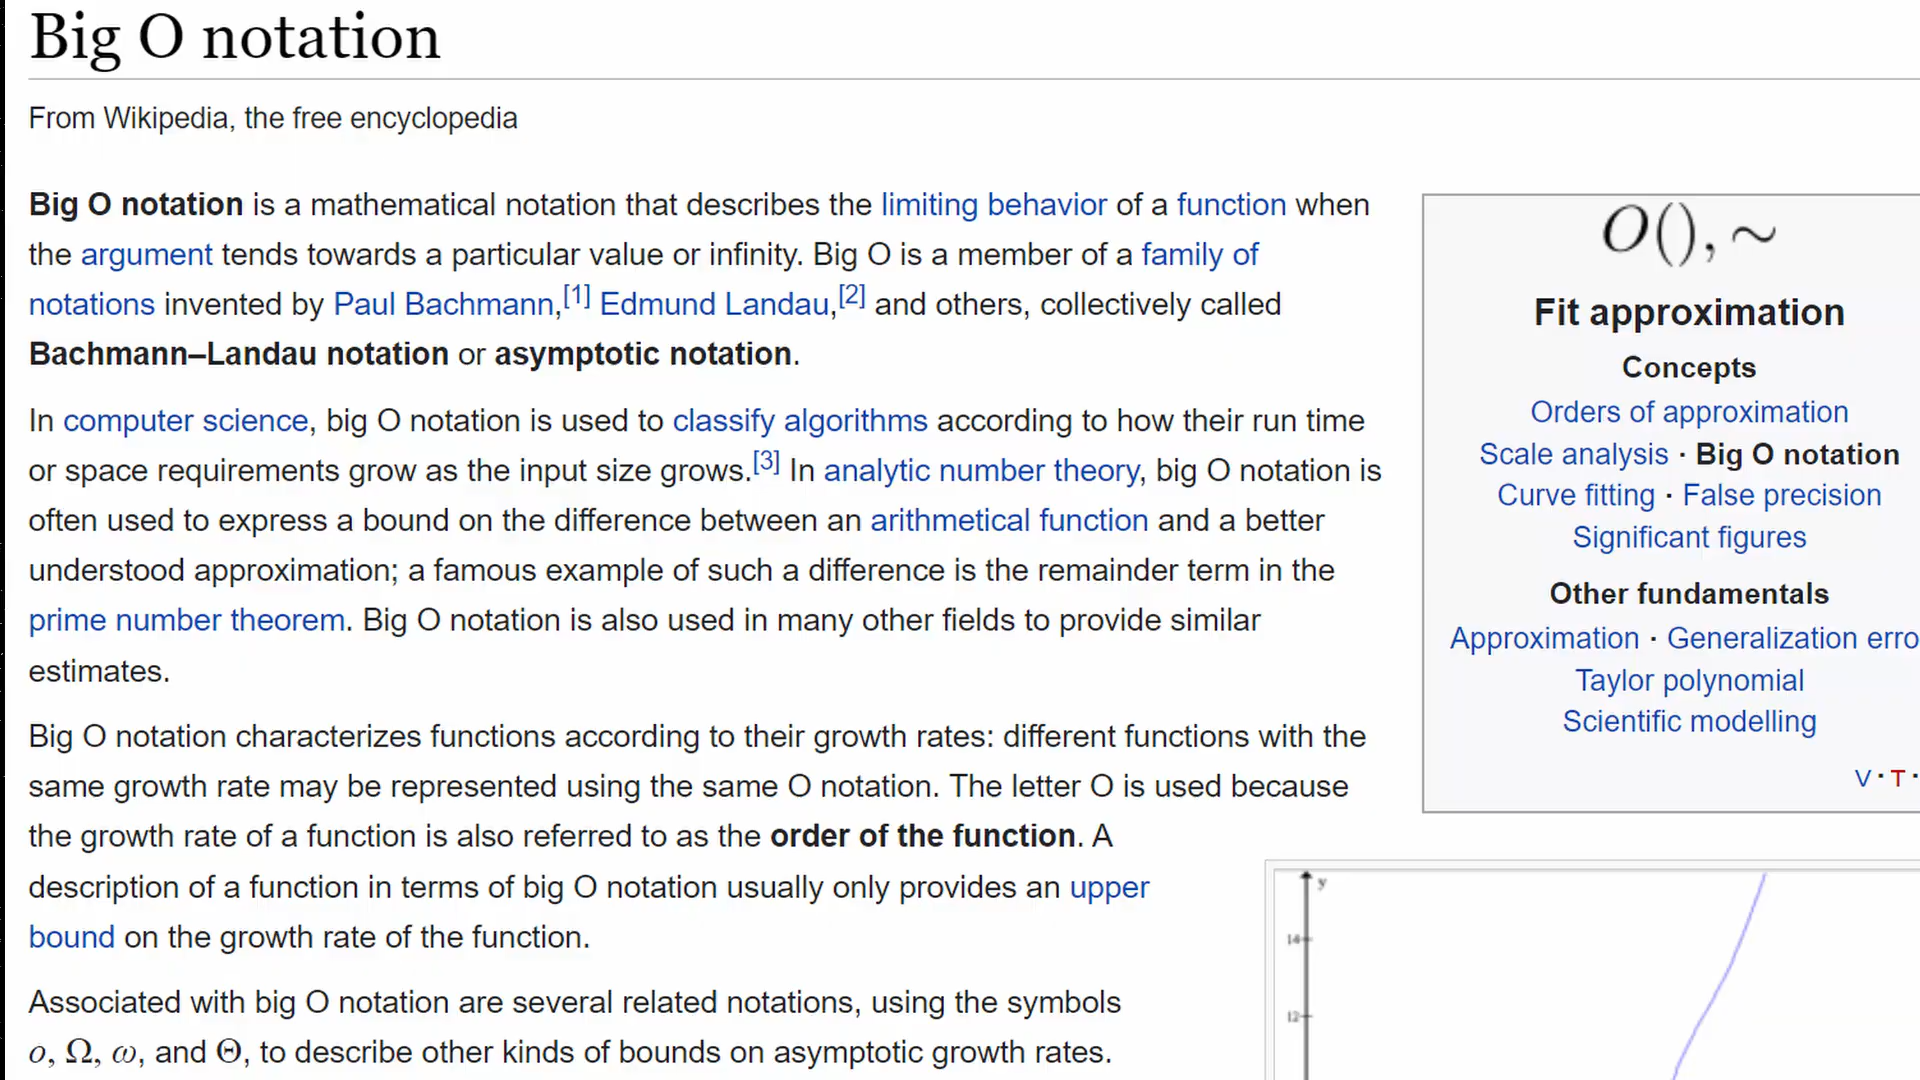 Big O notation
From Wikipedia, the free encyclopedia
Big O notation is a mathematical notation that describes the limiting behavior of a function when
the argument tends towards a particular value or infinity. Big O is a member of a family of
notations invented by Paul Bachmann,[1] Edmund Landau,[2] and others, collectively called
Bachmann–Landau notation or asymptotic notation.
In computer science, big O notation is used to classify algorithms according to how their run time
or space requirements grow as the input size grows.[3] In analytic number theory, big O notation is
often used to express a bound on the difference between an arithmetical function and a better
understood approximation; a famous example of such a difference is the remainder term in the
prime number theorem. Big O notation is also used in many other fields to provide similar
estimates.
Big O notation characterizes functions according to their growth rates: different functions with the
same growth rate may be represented using the same O notation. The letter O is used because
the growth rate of a function is also referred to as the order of the function. A
description of a function in terms of big O notation usually only provides an upper
bound on the growth rate of the function.
Associated with big O notation are several related notations, using the symbols
o, Ω, ω, and Θ, to describe other kinds of bounds on asymptotic growth rates.
O(), ~
Fit approximation
Concepts
Orders of approximation
Scale analysis · Big O notation
Curve fitting · False precision
Significant figures
Other fundamentals
Approximation · Generalization erro
Taylor polynomial
Scientific modelling
V · T ·
y
14
12